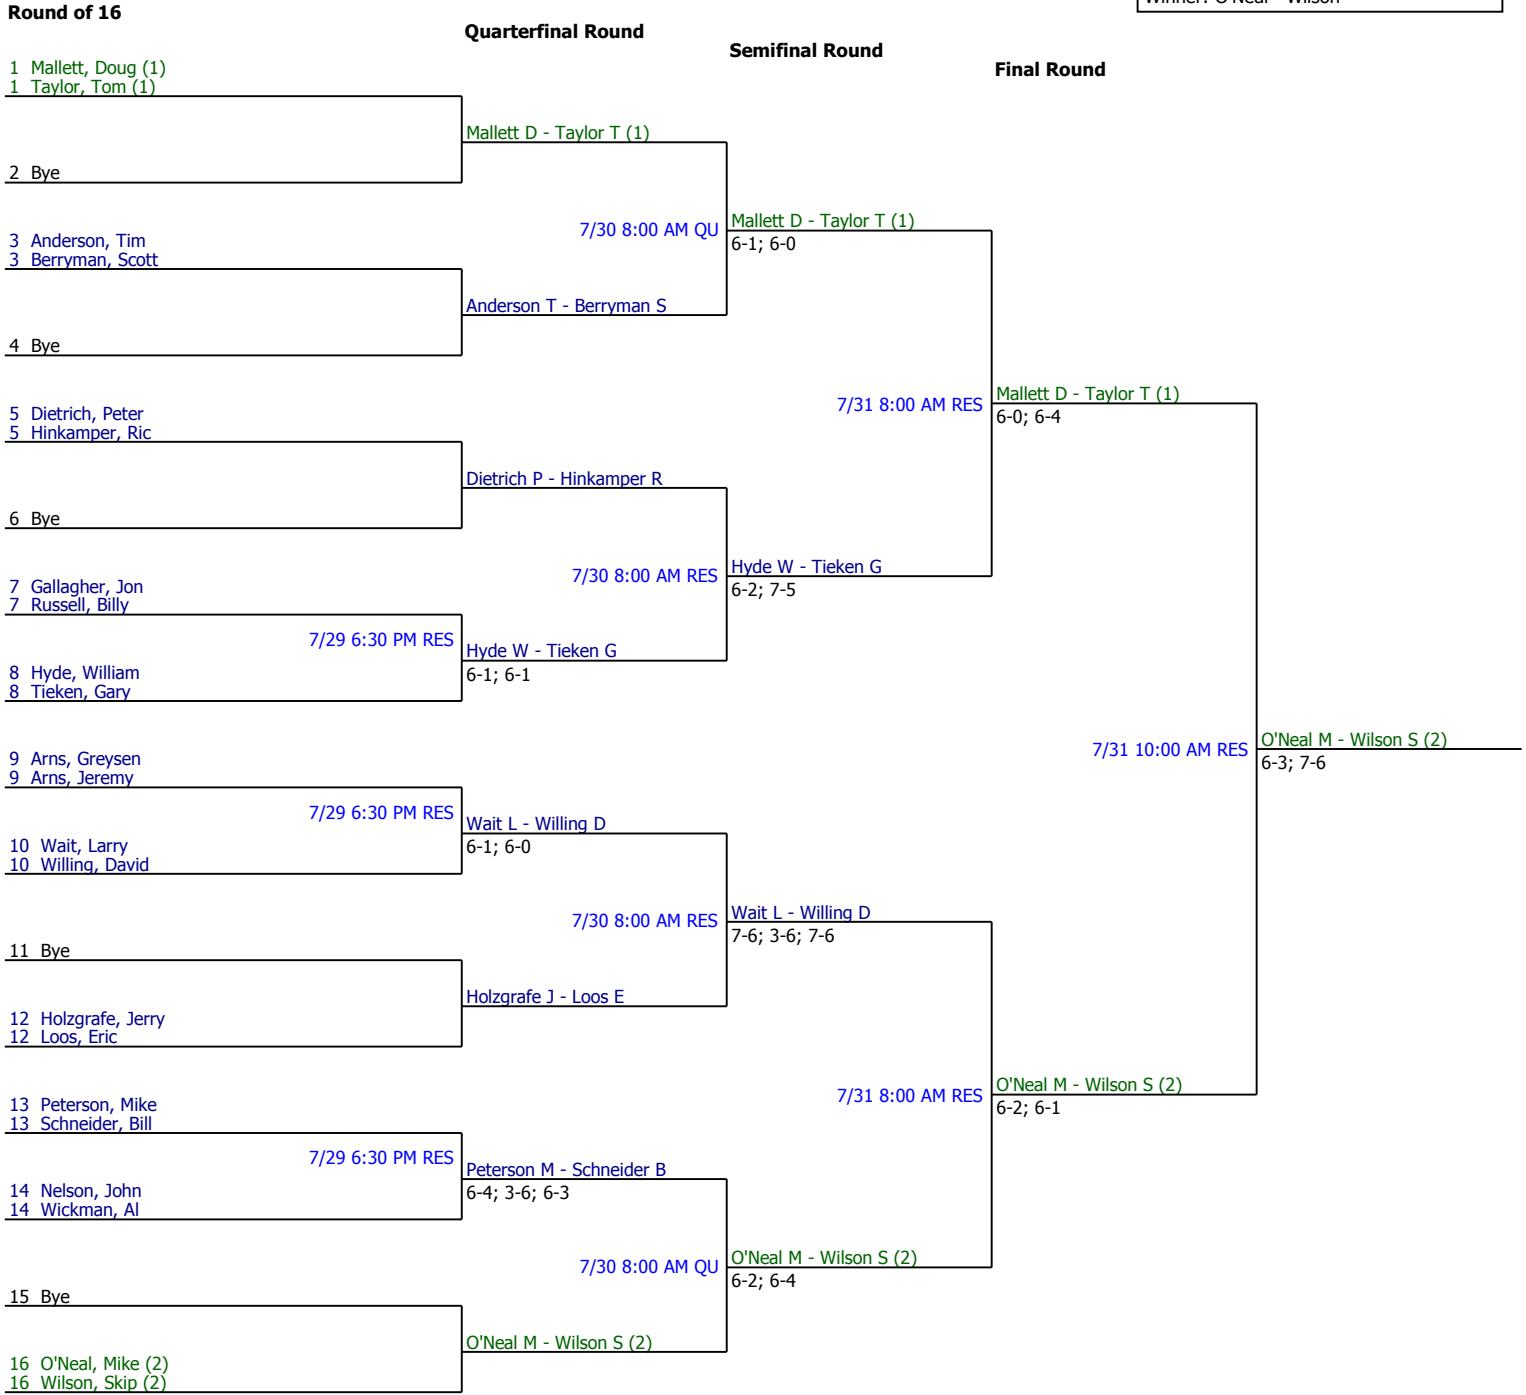 Winner: O'Neal - Wilson
Round of 16
Quarterfinal Round
Semifinal Round
Final Round
1 Mallett, Doug (1)
1 Taylor, Tom (1)
Mallett D - Taylor T (1)
2 Bye
7/30 8:00 AM QU
Mallett D - Taylor T (1)
6-1; 6-0
3 Anderson, Tim
3 Berryman, Scott
Anderson T - Berryman S
4 Bye
7/31 8:00 AM RES
Mallett D - Taylor T (1)
6-0; 6-4
5 Dietrich, Peter
5 Hinkamper, Ric
Dietrich P - Hinkamper R
6 Bye
7/30 8:00 AM RES
Hyde W - Tieken G
6-2; 7-5
7 Gallagher, Jon
7 Russell, Billy
7/29 6:30 PM RES
Hyde W - Tieken G
6-1; 6-1
8 Hyde, William
8 Tieken, Gary
7/31 10:00 AM RES
O'Neal M - Wilson S (2)
6-3; 7-6
9 Arns, Greysen
9 Arns, Jeremy
7/29 6:30 PM RES
Wait L - Willing D
6-1; 6-0
10 Wait, Larry
10 Willing, David
7/30 8:00 AM RES
Wait L - Willing D
7-6; 3-6; 7-6
11 Bye
Holzgrafe J - Loos E
12 Holzgrafe, Jerry
12 Loos, Eric
7/31 8:00 AM RES
O'Neal M - Wilson S (2)
6-2; 6-1
13 Peterson, Mike
13 Schneider, Bill
7/29 6:30 PM RES
Peterson M - Schneider B
6-4; 3-6; 6-3
14 Nelson, John
14 Wickman, Al
7/30 8:00 AM QU
O'Neal M - Wilson S (2)
6-2; 6-4
15 Bye
O'Neal M - Wilson S (2)
16 O'Neal, Mike (2)
16 Wilson, Skip (2)